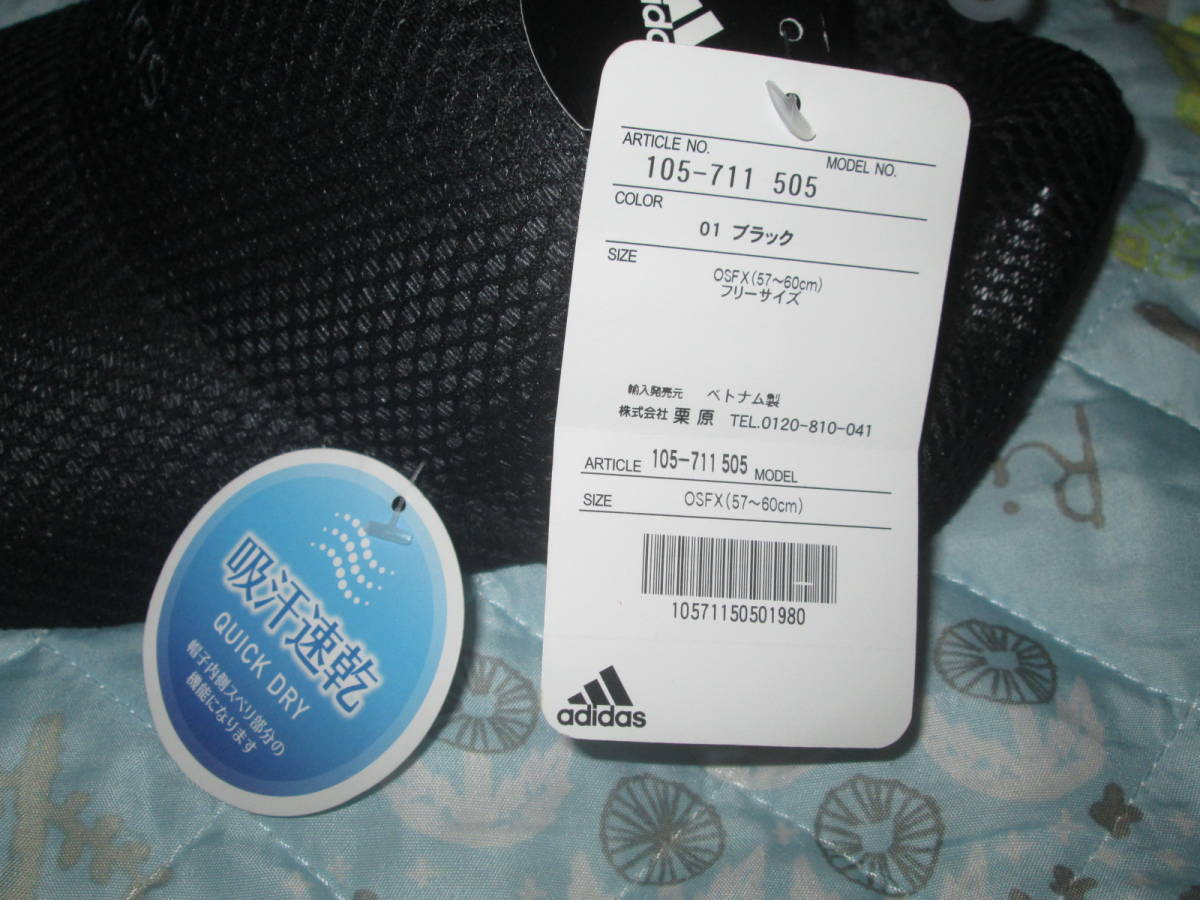 adidas
ARTICLE NO.
MODEL NO.
105-711 505
COLOR
01 ブラック
SIZE
OSFX(57～60cm)
フリーサイズ
輸入発売元 ベトナム製
株式会社 栗原 TEL.0120-810-041
ARTICLE 105-711 505 MODEL
SIZE OSFX(57～60cm)
10571150501980
adidas
吸汗速乾
QUICK DRY
帽子内側スベリ部分の
機能になります